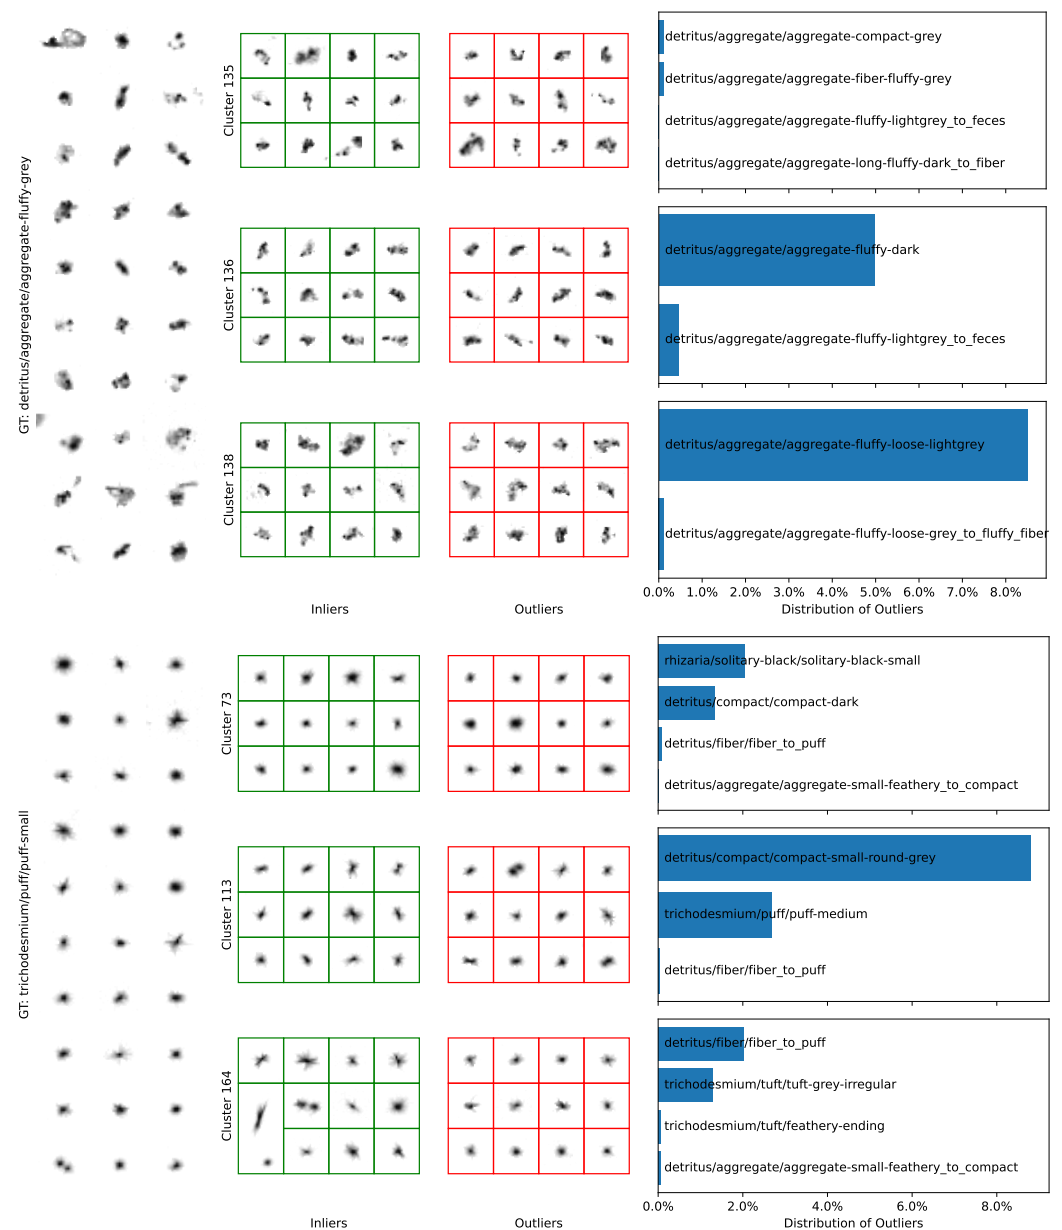 GT: detritus/aggregate/aggregate-fluffy-grey
Cluster 135
detritus/aggregate/aggregate-compact-grey
detritus/aggregate/aggregate-fiber-fluffy-grey
detritus/aggregate/aggregate-fluffy-lightgrey_to_feces
detritus/aggregate/aggregate-long-fluffy-dark_to_fiber
Cluster 136
detritus/aggregate/aggregate-fluffy-dark
detritus/aggregate/aggregate-fluffy-lightgrey_to_feces
Cluster 138
detritus/aggregate/aggregate-fluffy-loose-lightgrey
detritus/aggregate/aggregate-fluffy-loose-grey_to_fluffy_fiber
0.0% 1.0% 2.0% 3.0% 4.0% 5.0% 6.0% 7.0% 8.0%
Inliers
Outliers
Distribution of Outliers
GT: trichodesmium/puff/puff-small
Cluster 73
rhizaria/solitary-black/solitary-black-small
detritus/compact/compact-dark
detritus/fiber/fiber_to_puff
detritus/aggregate/aggregate-small-feathery_to_compact
Cluster 113
detritus/compact/compact-small-round-grey
trichodesmium/puff/puff-medium
detritus/fiber/fiber_to_puff
Cluster 164
detritus/fiber/fiber_to_puff
trichodesmium/tuft/tuft-grey-irregular
trichodesmium/tuft/feathery-ending
detritus/aggregate/aggregate-small-feathery_to_compact
0.0% 2.0% 4.0% 6.0% 8.0%
Inliers
Outliers
Distribution of Outliers